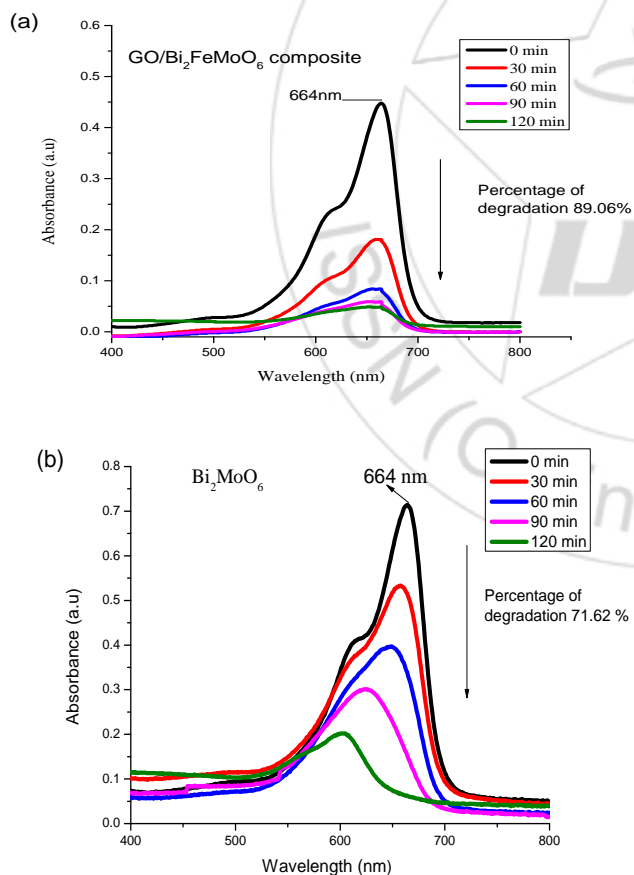 (a)
GO/Bi₂FeMoO₆ composite
664nm
0 min
30 min
60 min
90 min
120 min
Percentage of
degradation 89.06%
Absorbance (a.u)
0.6
0.5
0.4
0.3
0.2
0.1
0.0
400
500
600
700
800
Wavelength (nm)
ISSN (Onlin
(b)
Bi₂MoO₆
664 nm
0 min
30 min
60 min
90 min
120 min
Percentage of
degradation 71.62 %
Absorbance (a.u)
0.8
0.7
0.6
0.5
0.4
0.3
0.2
0.1
0.0
400
500
600
700
800
Wavelength (nm)